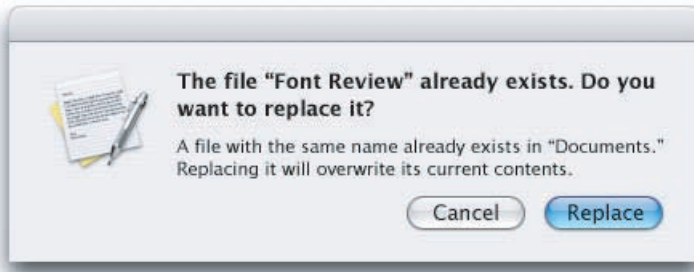 The file “Font Review” already exists. Do you
want to replace it?
A file with the same name already exists in “Documents.”
Replacing it will overwrite its current contents.
Cancel Replace